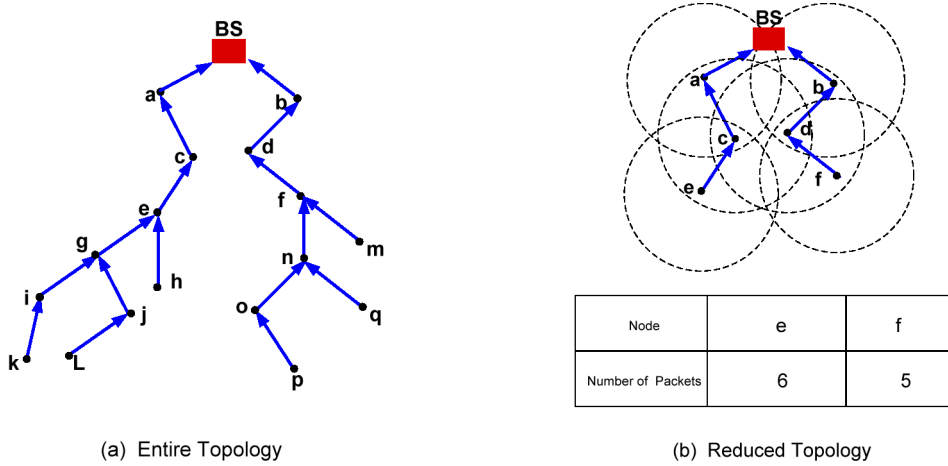 BS
a
b
c
d
e
f
g
h
m
n
i
j
o
q
k
L
p
(a) Entire Topology
BS
a
b
c
d
e
f
Node e f
Number of Packets 6 5
(b) Reduced Topology